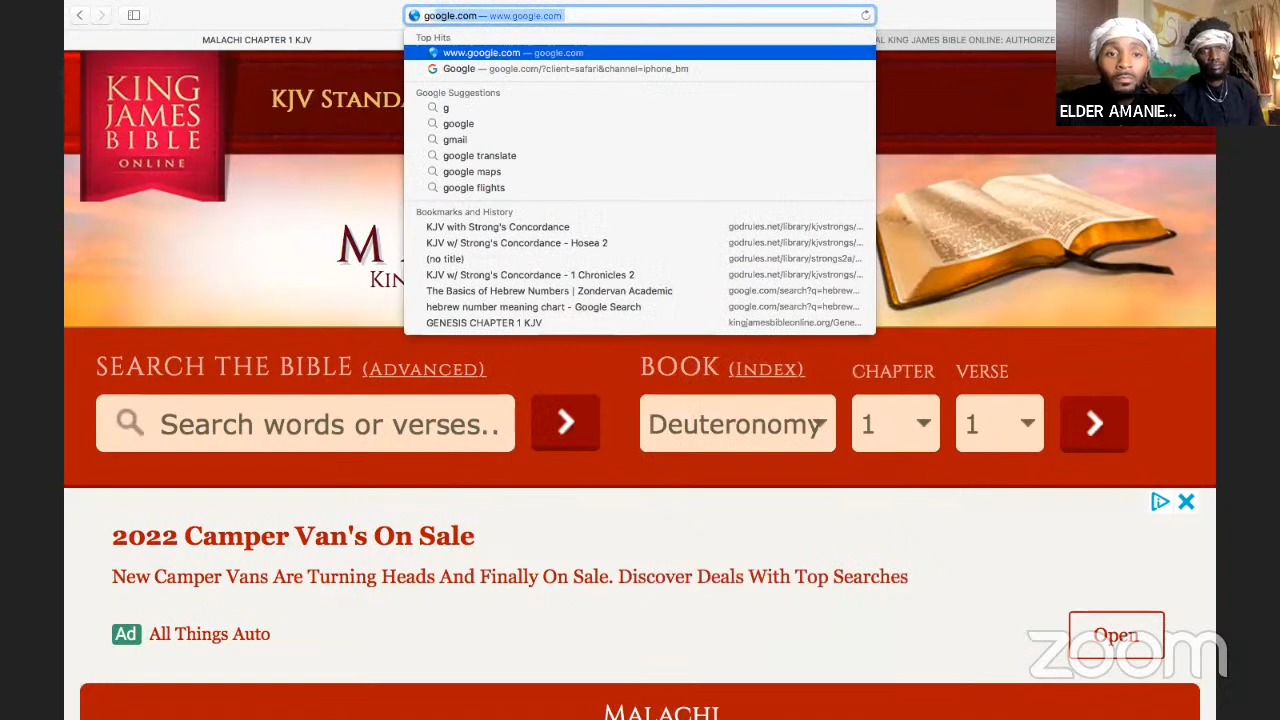 google.com — www.google.com
MALACHI CHAPTER 1 KJV
AL KING JAMES BIBLE ONLINE: AUTHORIZE
Top Hits
www.google.com — google.com
Google — google.com/?client=safari&channel=iphone_bm
Google Suggestions
g
google
gmail
google translate
google maps
google flights
Bookmarks and History
KJV with Strong's Concordance godrules.net/library/kjvstrongs/...
KJV w/ Strong's Concordance - Hosea 2 godrules.net/library/kjvstrongs/...
(no title) godrules.net/library/strongs2a/...
KJV w/ Strong's Concordance - 1 Chronicles 2 godrules.net/library/kjvstrongs/...
The Basics of Hebrew Numbers | Zondervan Academic google.com/search?q=hebrew...
hebrew number meaning chart - Google Search google.com/search?q=hebrew...
GENESIS CHAPTER 1 KJV kingjamesbibleonline.org/Gene...
ELDER AMANIE...
KING
JAMES
BIBLE
ONLINE
KJV STANDA
M
KIN
SEARCH THE BIBLE (ADVANCED) BOOK (INDEX) CHAPTER VERSE
Search words or verses.. Deuteronomy 1 1
2022 Camper Van's On Sale
New Camper Vans Are Turning Heads And Finally On Sale. Discover Deals With Top Searches
Ad All Things Auto
Open
zoom
MALACHI